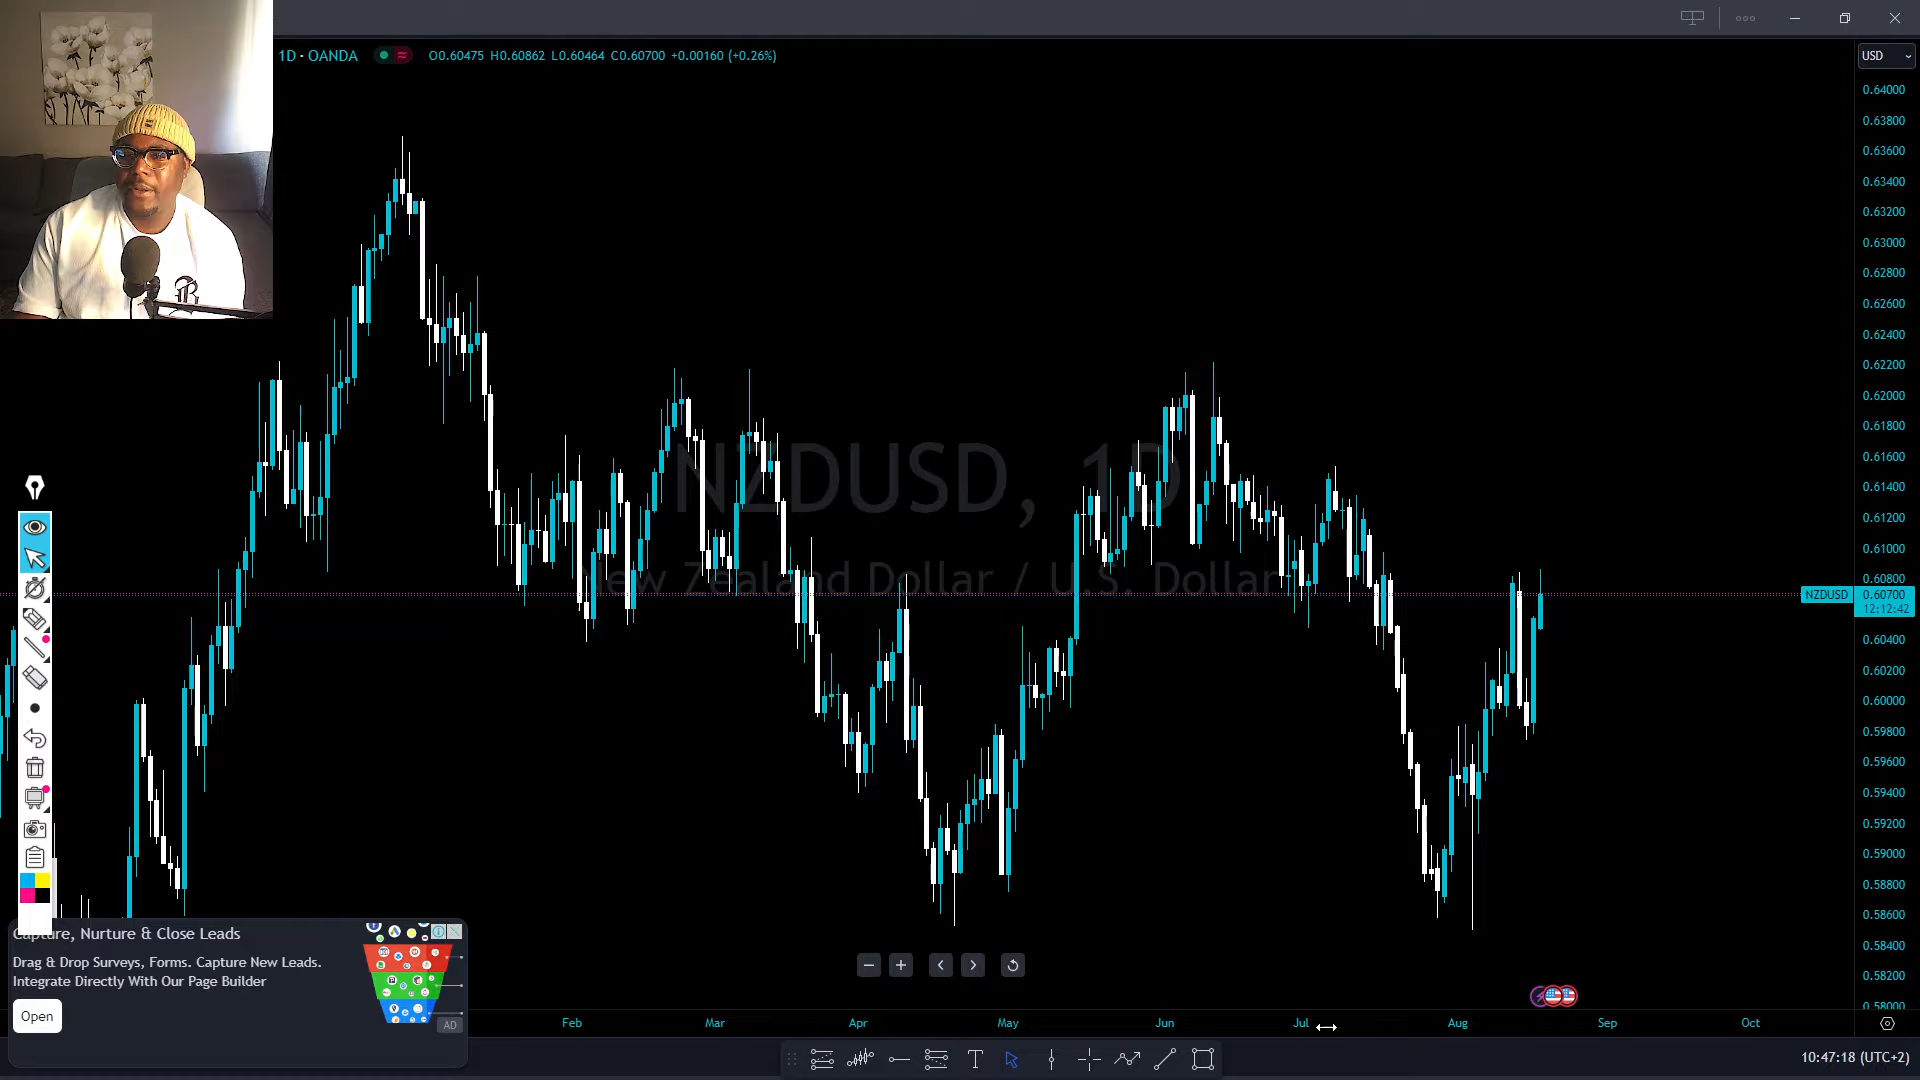 1D · OANDA O0.60475 H0.60862 L0.60464 C0.60700 +0.00160 (+0.26%)
USD
0.64000
0.63800
0.63600
0.63400
0.63200
0.63000
0.62800
0.62600
0.62400
0.62200
0.62000
0.61800
0.61600
0.61400
0.61200
0.61000
0.60800
NZDUSD 0.60700
12:12:42
0.60400
0.60200
0.60000
0.59800
0.59600
0.59400
0.59200
0.59000
0.58800
0.58600
0.58400
0.58200
0.58000
NZDUSD, 1D
New Zealand Dollar / U.S. Dollar
Capture, Nurture & Close Leads
Drag & Drop Surveys, Forms. Capture New Leads.
Integrate Directly With Our Page Builder
Open
AD
Feb Mar Apr May Jun Jul Aug Sep Oct
10:47:18 (UTC+2)